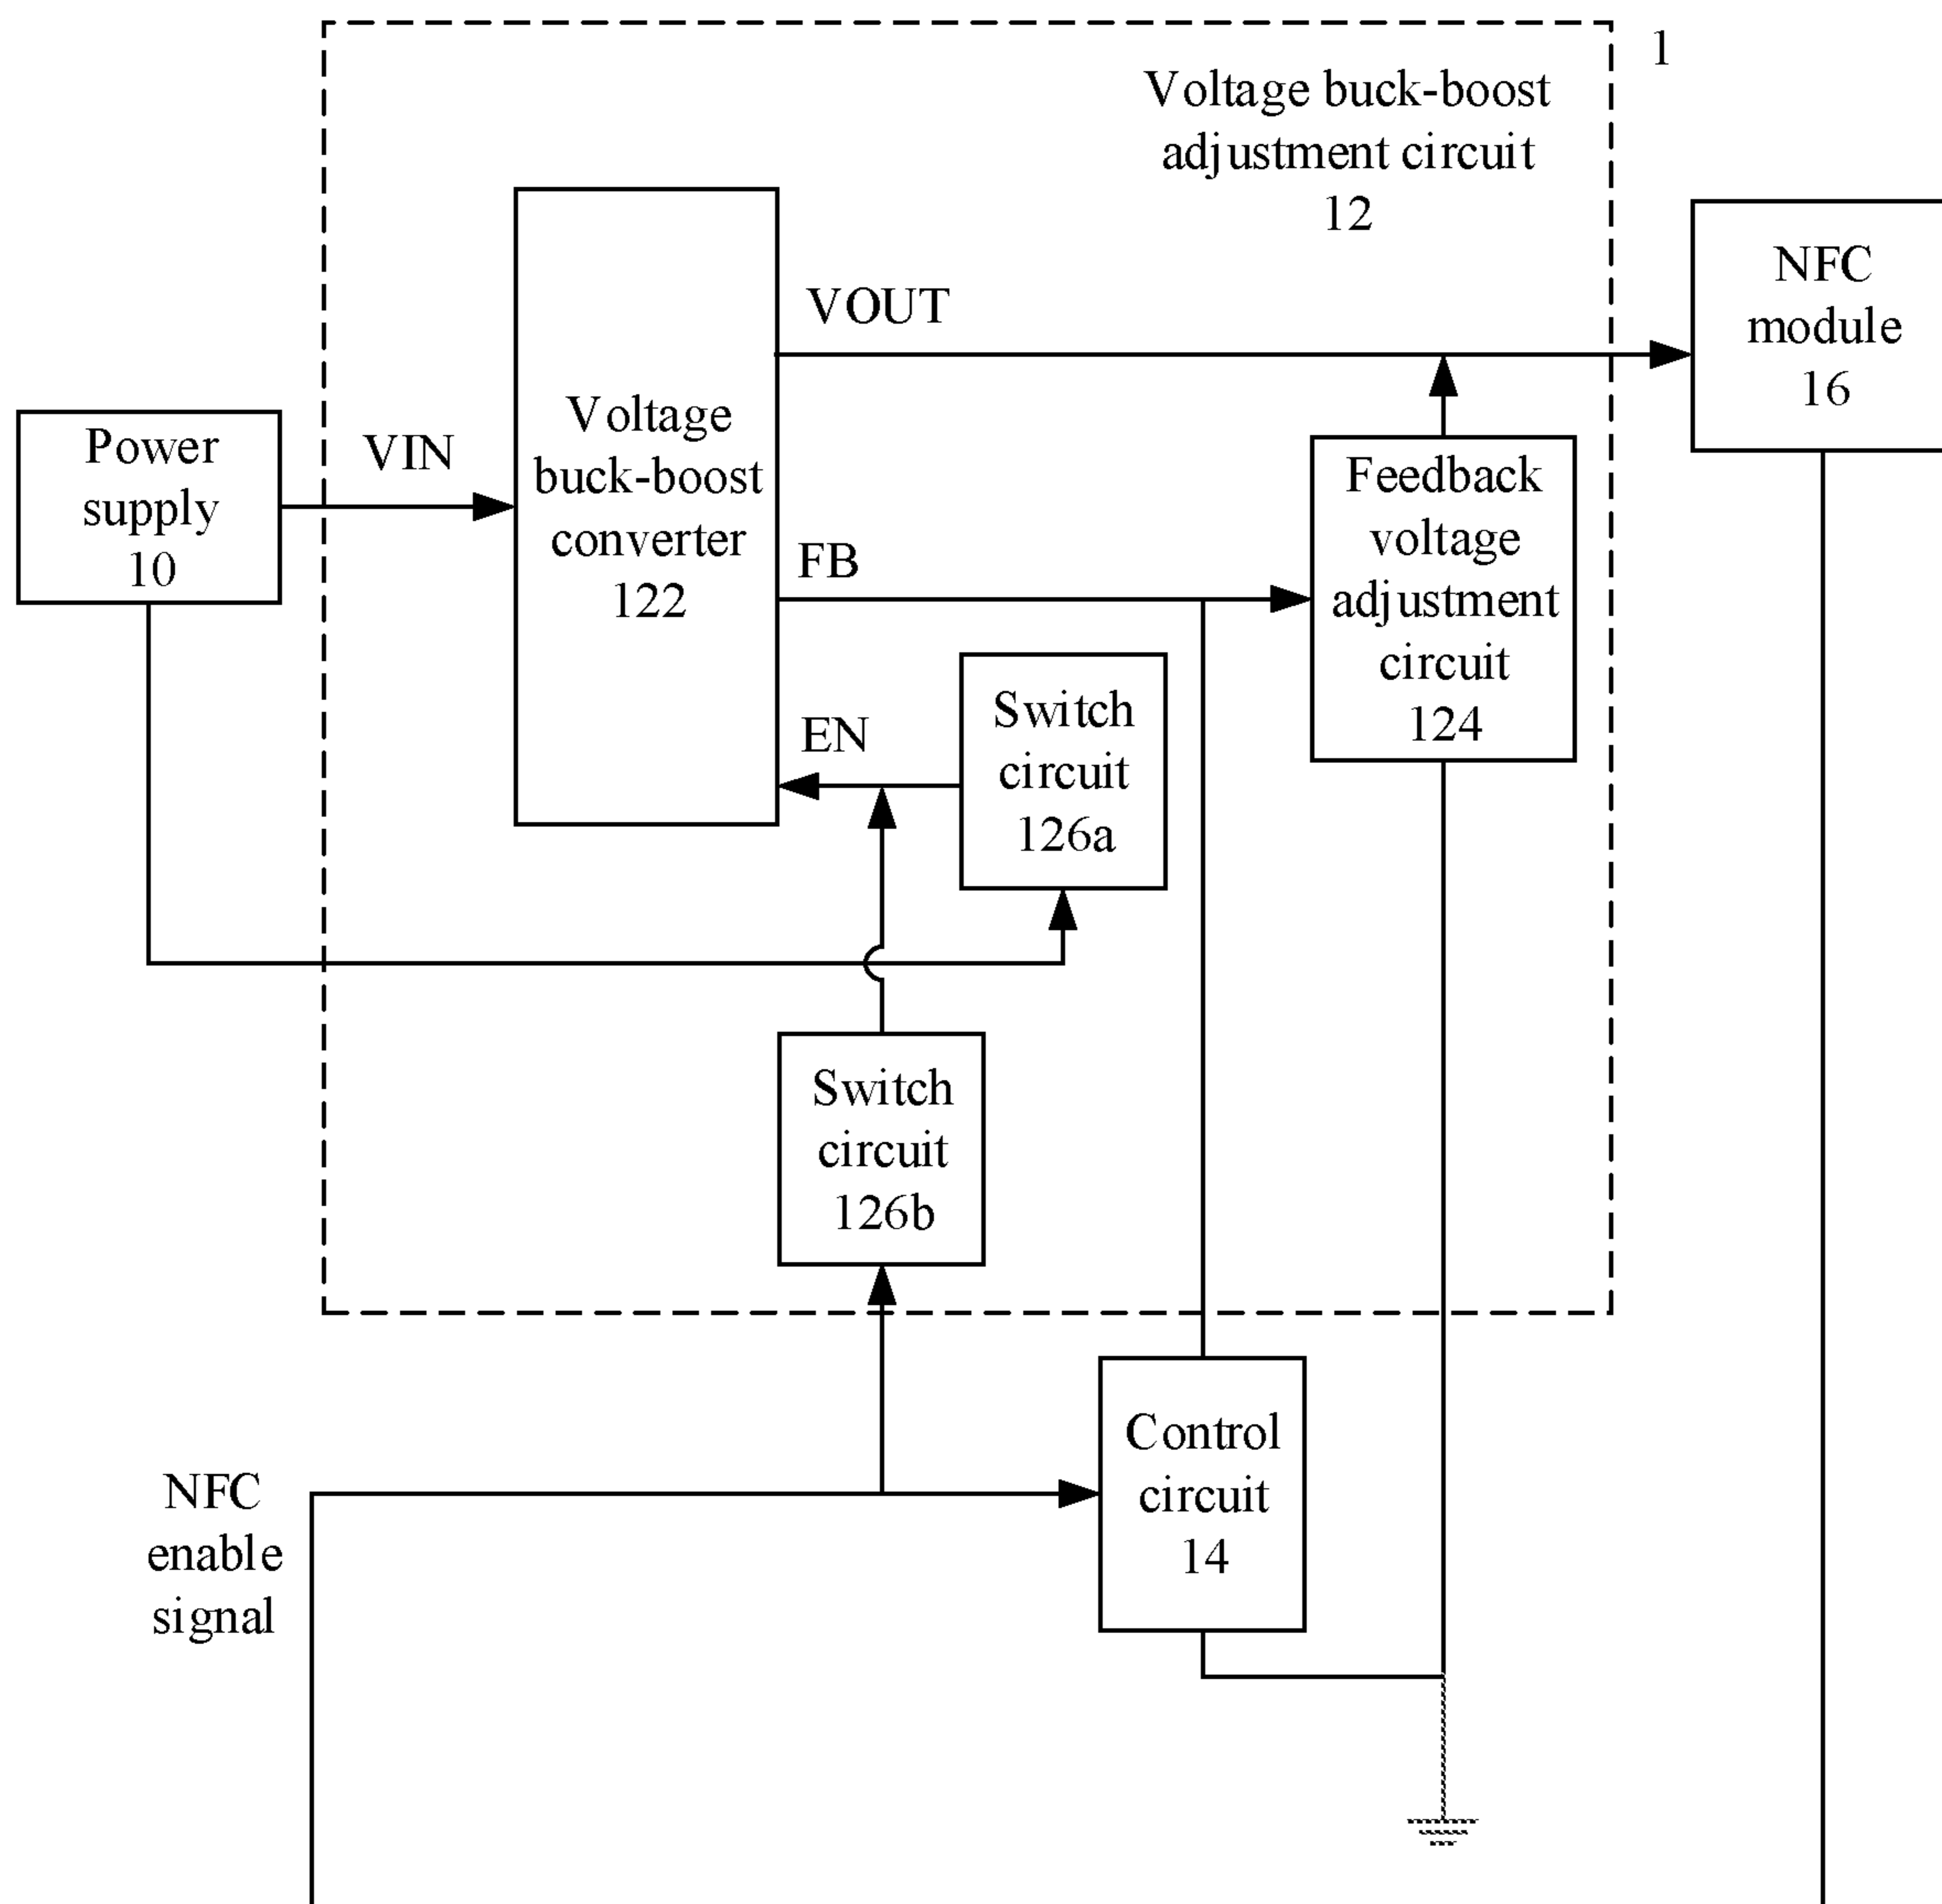 1
Voltage buck-boost
adjustment circuit
12
NFC
module
16
VOUT
Power
supply
10
VIN
Voltage
buck-boost
converter
122
FB
Feedback
voltage
adjustment
circuit
124
EN
Switch
circuit
126a
Switch
circuit
126b
Control
circuit
14
NFC
enable
signal